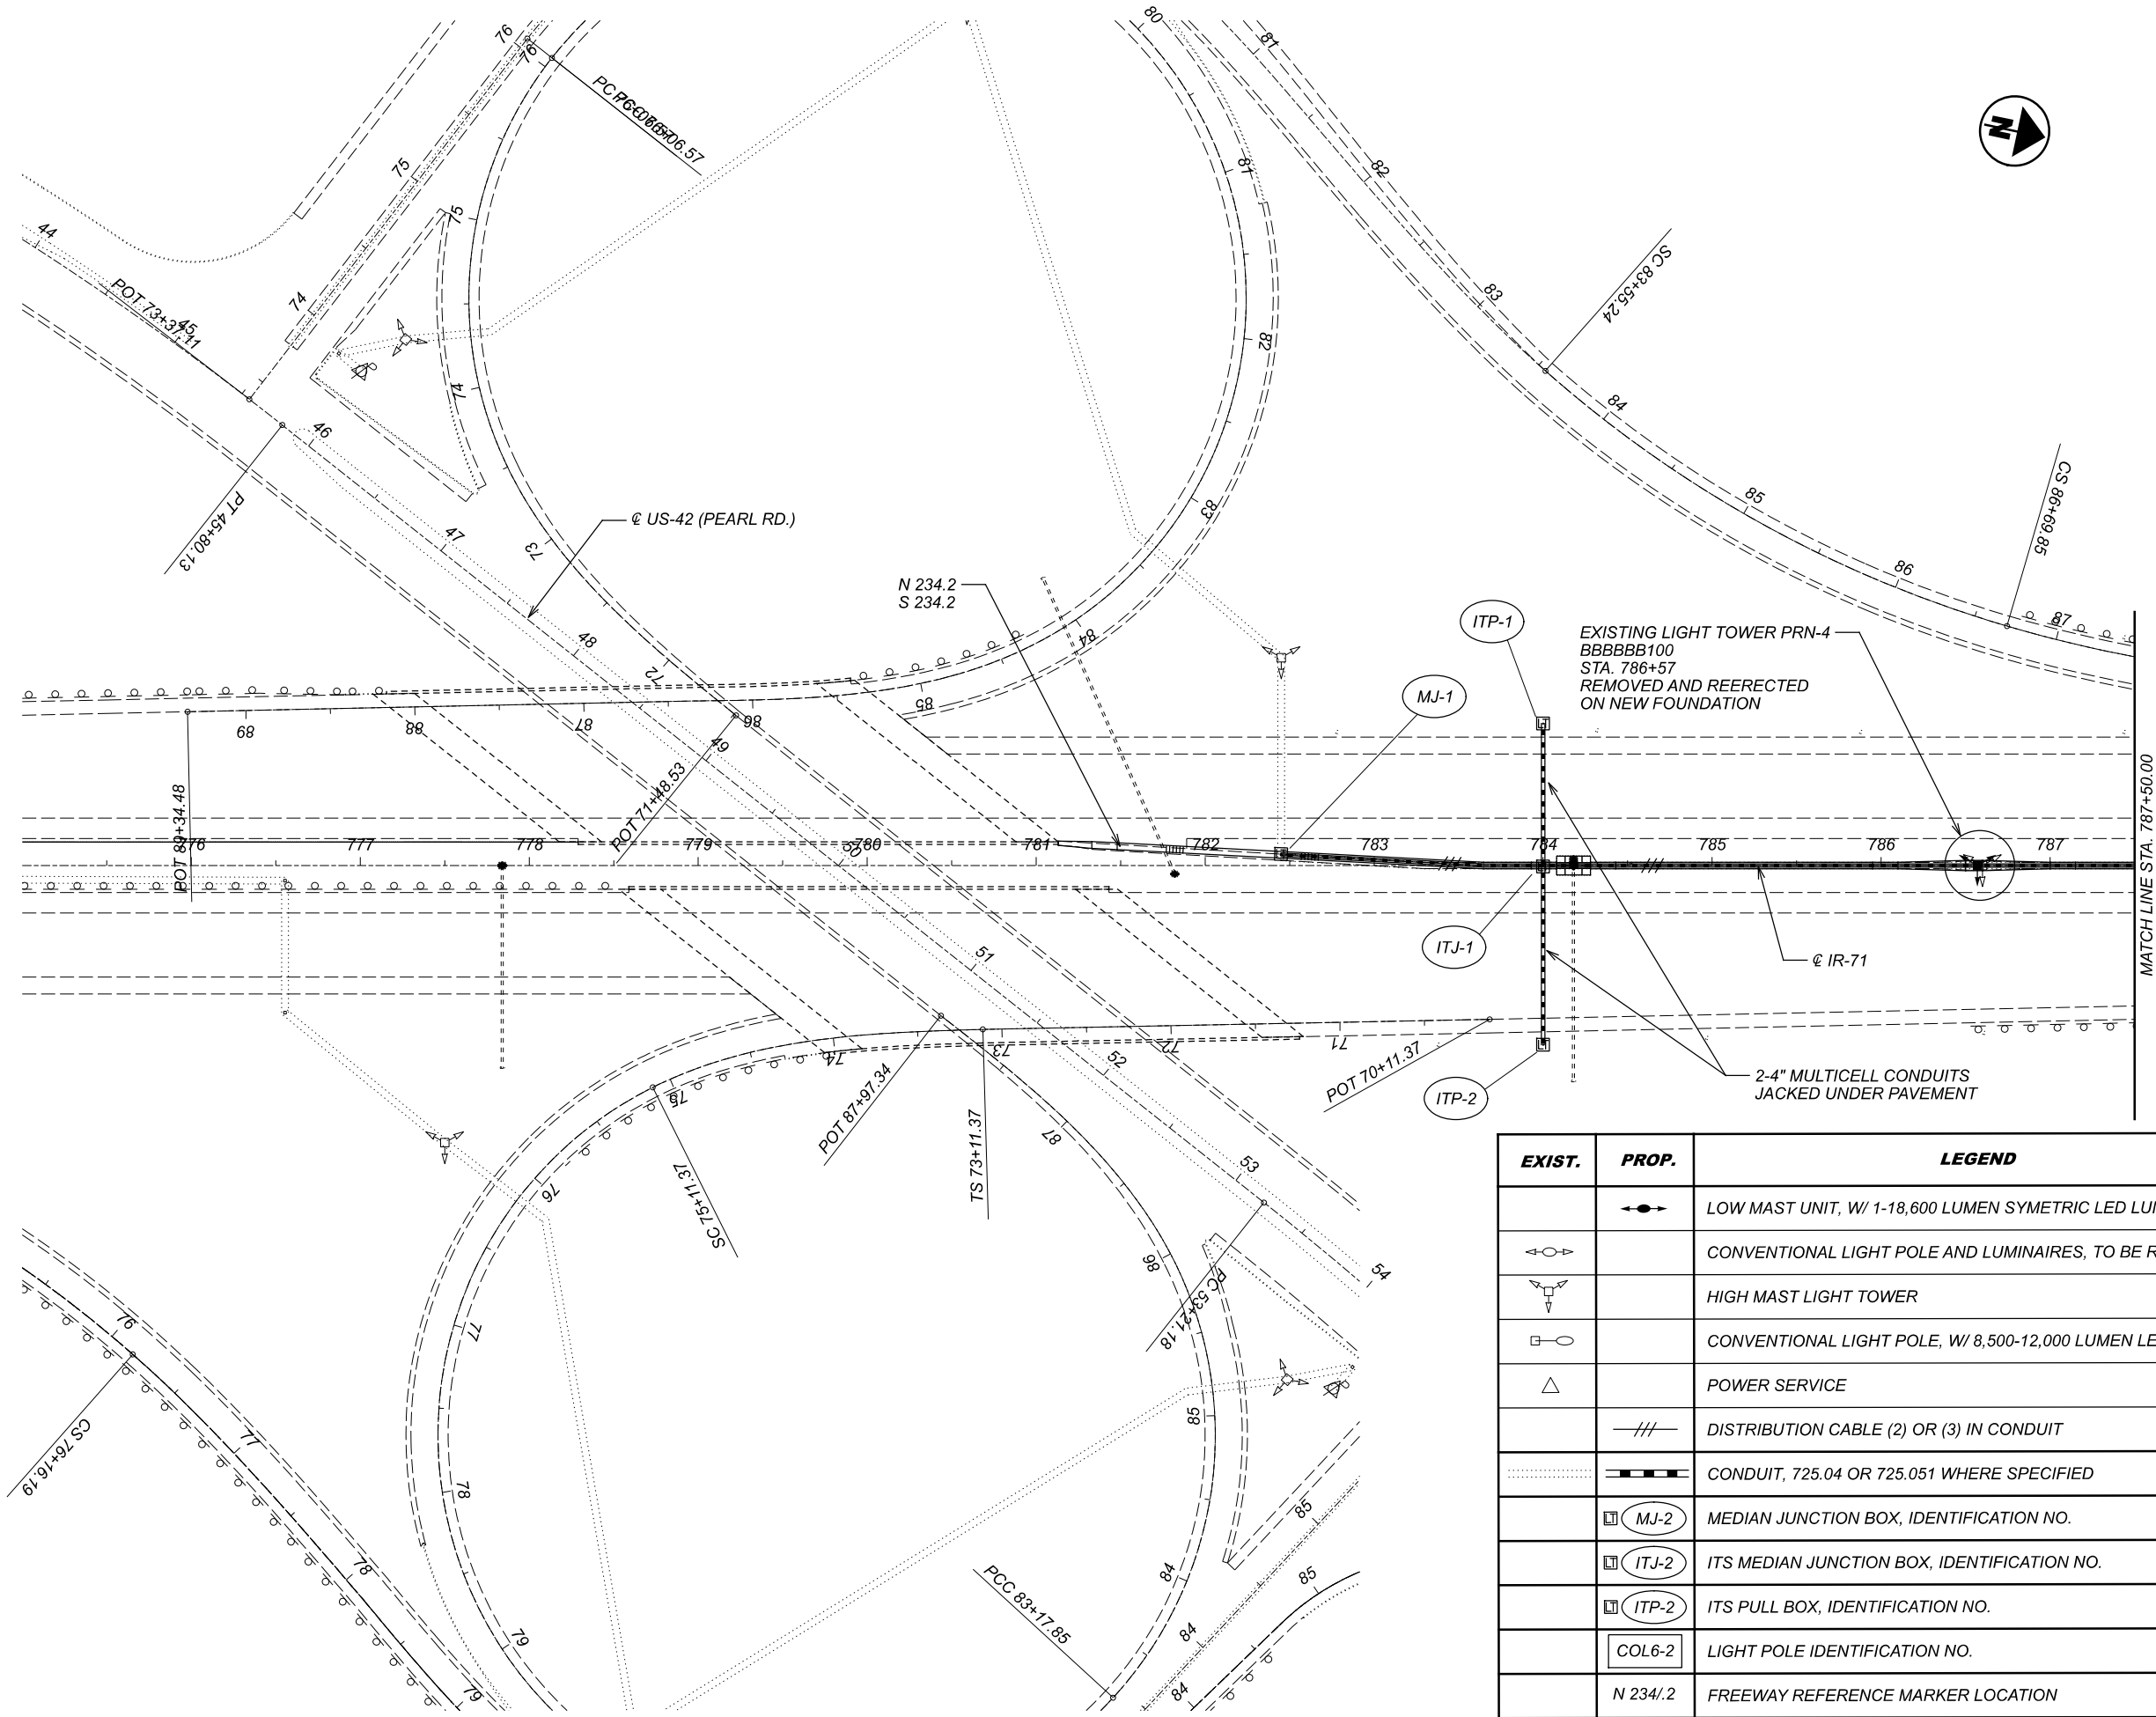 76
76
PCC 76+06.57
80
81
44
75
75
74
POT 73+37.11
45
81
82
SC 83+55.24
83
82
74
84
46
PT 45+80.13
47
73
83
85
CS 86+69.85
℄ US-42 (PEARL RD.)
N 234.2
S 234.2
86
ITP-1
EXISTING LIGHT TOWER PRN-4
BBBBBB100
STA. 786+57
REMOVED AND REERECTED
ON NEW FOUNDATION
87
48
84
72
MJ-1
89
88
87
86
85
49
POT 89+34.48
POT 71+48.53
776
777
778
779
780
781
782
783
784
785
786
787
50
MATCH LINE STA. 787+50.00
51
ITJ-1
℄ IR-71
74
73
72
71
52
POT 70+11.37
2-4" MULTICELL CONDUITS
JACKED UNDER PAVEMENT
ITP-2
75
POT 87+97.34
TS 73+11.37
87
76
SC 75+11.37
53
86
54
PC 53+21.18
76
77
CS 76+16.19
77
85
78
78
85
85
79
PCC 83+17.85
84
84
79
84
EXIST.
PROP.
LEGEND
LOW MAST UNIT, W/ 1-18,600 LUMEN SYMETRIC LED
CONVENTIONAL LIGHT POLE AND LUMINAIRES, TO BE
HIGH MAST LIGHT TOWER
CONVENTIONAL LIGHT POLE, W/ 8,500-12,000 LUMEN
POWER SERVICE
DISTRIBUTION CABLE (2) OR (3) IN CONDUIT
CONDUIT, 725.04 OR 725.051 WHERE SPECIFIED
LT MJ-2 MEDIAN JUNCTION BOX, IDENTIFICATION NO.
LT ITJ-2 ITS MEDIAN JUNCTION BOX, IDENTIFICATION NO.
LT ITP-2 ITS PULL BOX, IDENTIFICATION NO.
COL6-2 LIGHT POLE IDENTIFICATION NO.
N 234/.2 FREEWAY REFERENCE MARKER LOCATION